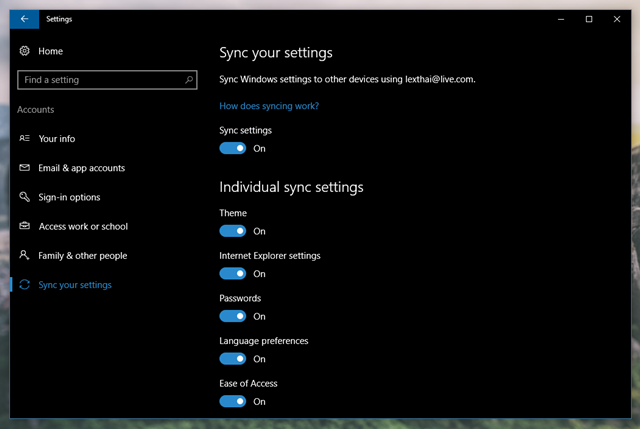 Settings
Home
Find a setting
Accounts
Your info
Email & app accounts
Sign-in options
Access work or school
Family & other people
Sync your settings
Sync your settings
Sync Windows settings to other devices using lexthai@live.com.
How does syncing work?
Sync settings
On
Individual sync settings
Theme
On
Internet Explorer settings
On
Passwords
On
Language preferences
On
Ease of Access
On